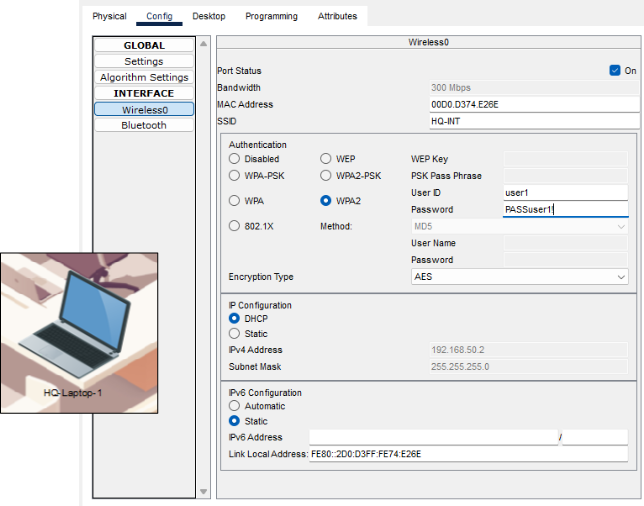 Physical Config Desktop Programming Attributes
GLOBAL
Settings
Algorithm Settings
INTERFACE
Wireless0
Bluetooth
Wireless0
Port Status On
Bandwidth 300 Mbps
MAC Address 00D0.D374.E26E
SSID HQ-INT
Authentication
Disabled WEP WEP Key
WPA-PSK WPA2-PSK PSK Pass Phrase
User ID user1
WPA WPA2
Password PASSuser1!
802.1X Method: MD5
User Name
Password
Encryption Type AES
IP Configuration
DHCP
Static
IPv4 Address 192.168.50.2
Subnet Mask 255.255.255.0
IPv6 Configuration
Automatic
Static
IPv6 Address /
Link Local Address: FE80::2D0:D3FF:FE74:E26E
HQ-Laptop-1